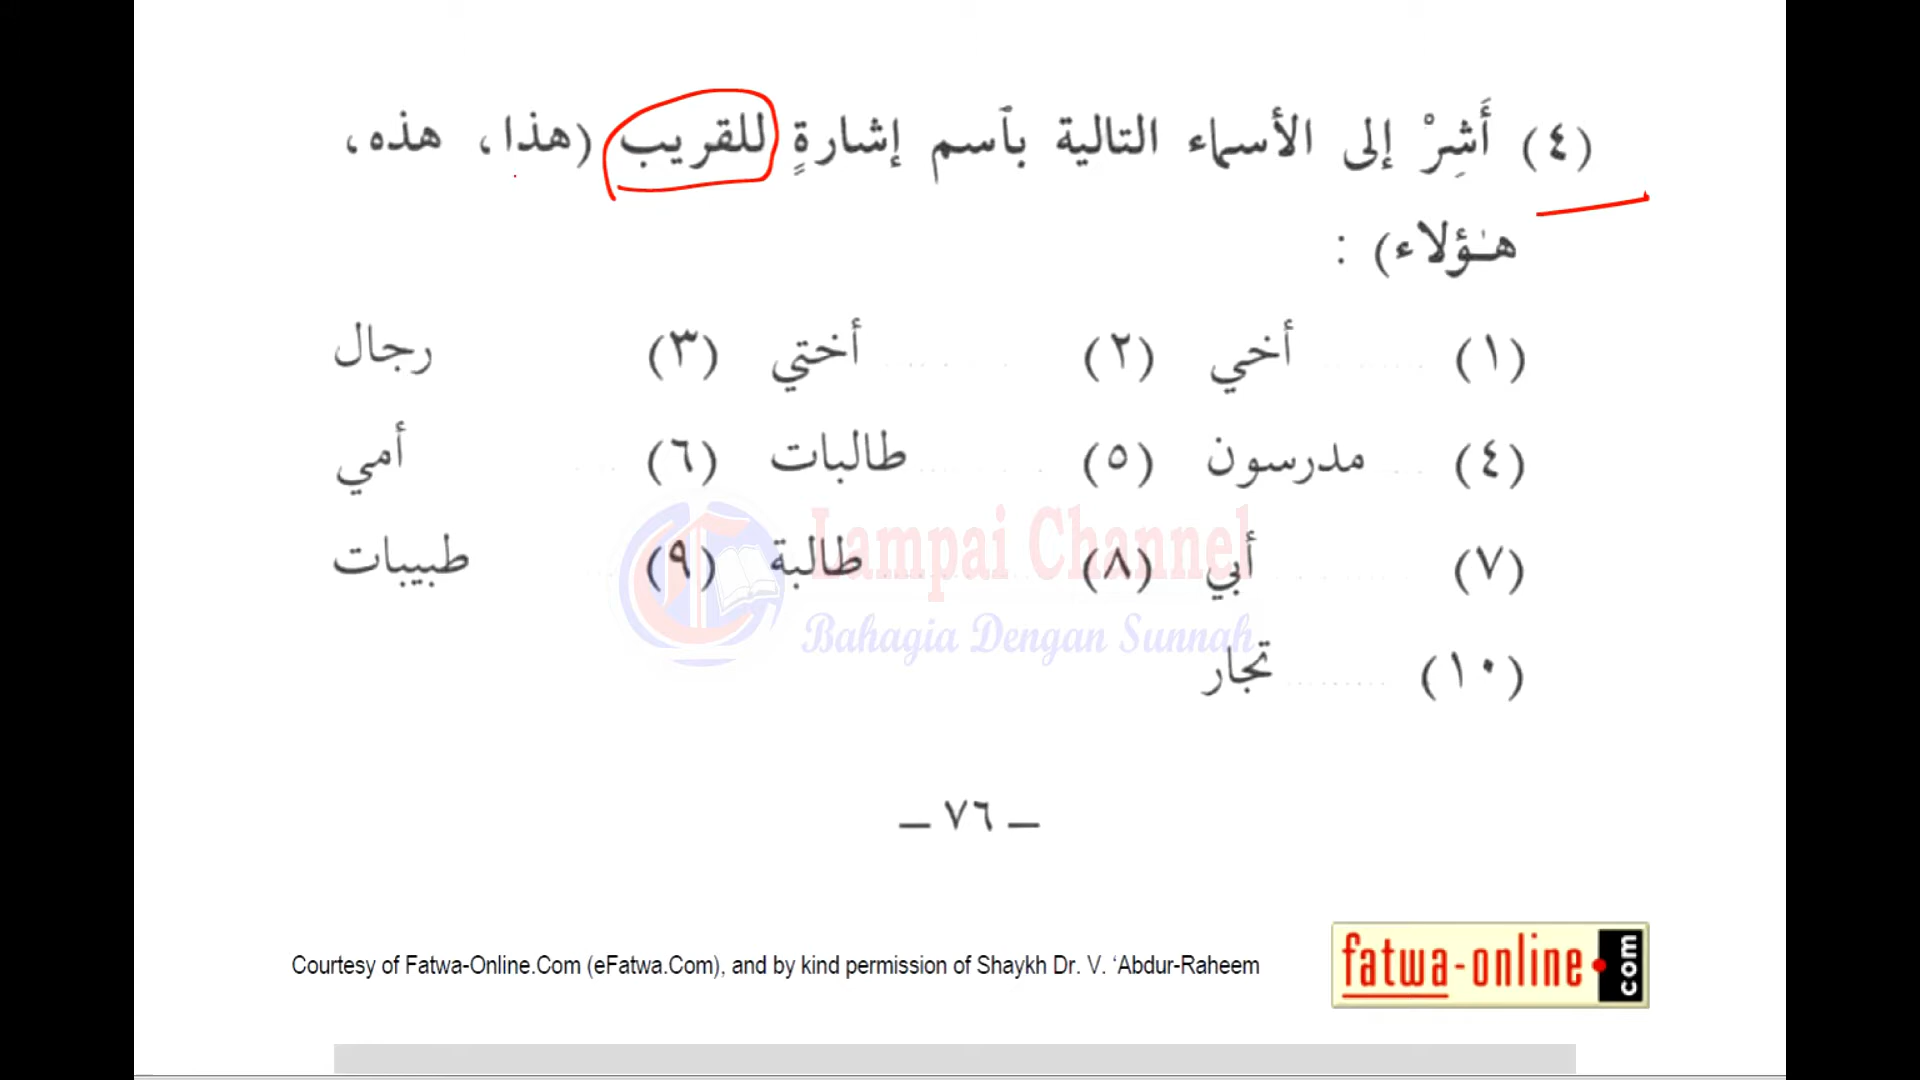 (٤) أَشِرْ إلى الأسماء التالية بٱسم إشارةٍ للقريب (هذا، هذه،
هـٰؤلاء) :
(١) ........ أخي (٢) ........ أختي (٣) رجال
(٤) .... مدرسون (٥) ........ طالبات (٦) .... أمي
(٧) ........ أبي (٨) ........ طالبة (٩) .... طبيبات
(١٠) ........ تجار
Lampai Channel
Bahagia Dengan Sunnah
– ٧٦ –
Courtesy of Fatwa-Online.Com (eFatwa.Com), and by kind permission of Shaykh Dr. V. ‘Abdur-Raheem
fatwa-online.com